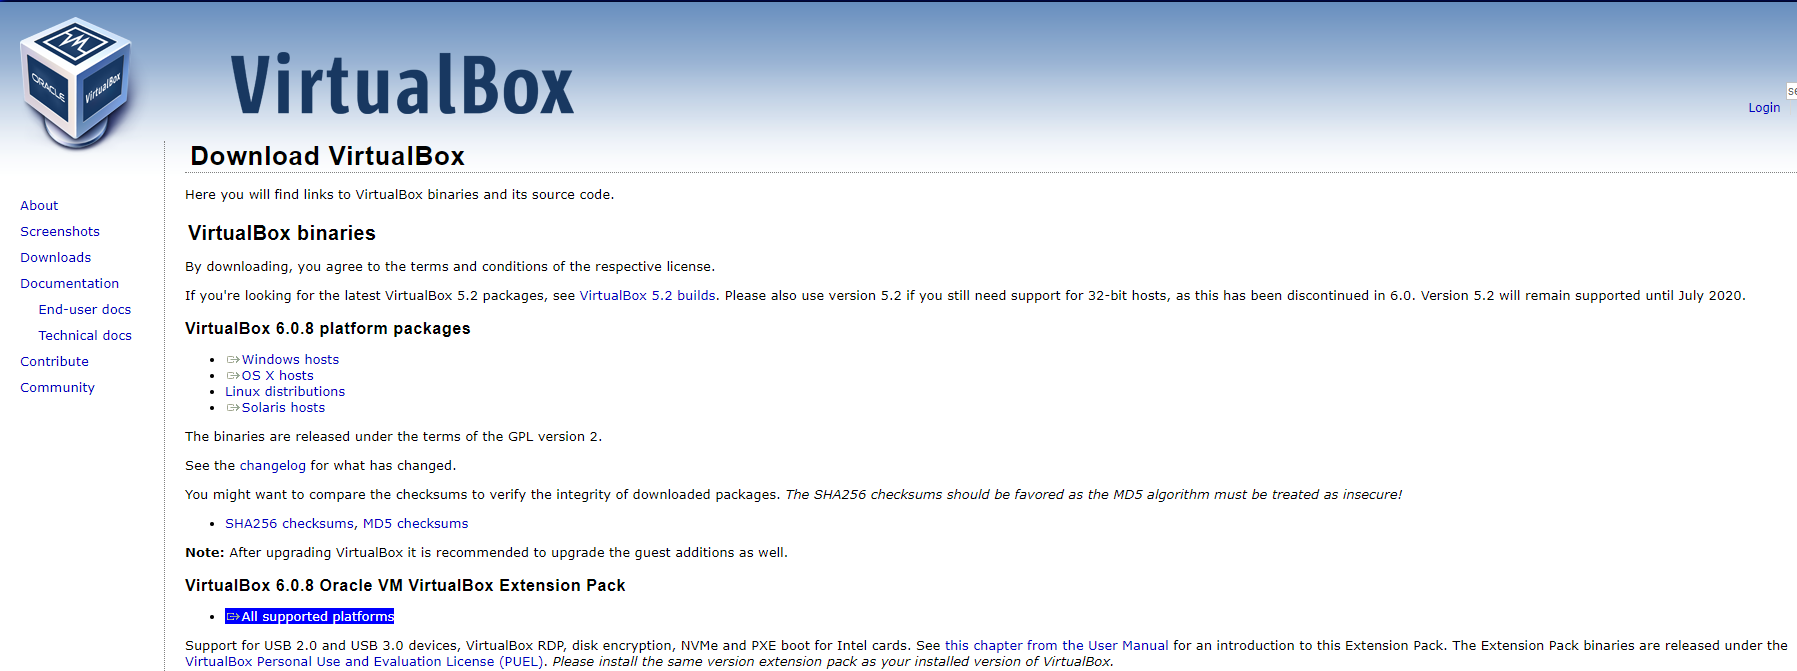 ORACLE
VirtualBox
VirtualBox
Login
Download VirtualBox
Here you will find links to VirtualBox binaries and its source code.
About
Screenshots
Downloads
Documentation
End-user docs
Technical docs
Contribute
Community
VirtualBox binaries
By downloading, you agree to the terms and conditions of the respective license.
If you're looking for the latest VirtualBox 5.2 packages, see VirtualBox 5.2 builds. Please also use version 5.2 if you still need support for 32-bit hosts, as this has been discontinued in 6.0. Version 5.2 will remain supported until July 2020.
VirtualBox 6.0.8 platform packages
Windows hosts
OS X hosts
Linux distributions
Solaris hosts
The binaries are released under the terms of the GPL version 2.
See the changelog for what has changed.
You might want to compare the checksums to verify the integrity of downloaded packages. The SHA256 checksums should be favored as the MD5 algorithm must be treated as insecure!
SHA256 checksums, MD5 checksums
Note: After upgrading VirtualBox it is recommended to upgrade the guest additions as well.
VirtualBox 6.0.8 Oracle VM VirtualBox Extension Pack
All supported platforms
Support for USB 2.0 and USB 3.0 devices, VirtualBox RDP, disk encryption, NVMe and PXE boot for Intel cards. See this chapter from the User Manual for an introduction to this Extension Pack. The Extension Pack binaries are released under the
VirtualBox Personal Use and Evaluation License (PUEL). Please install the same version extension pack as your installed version of VirtualBox.